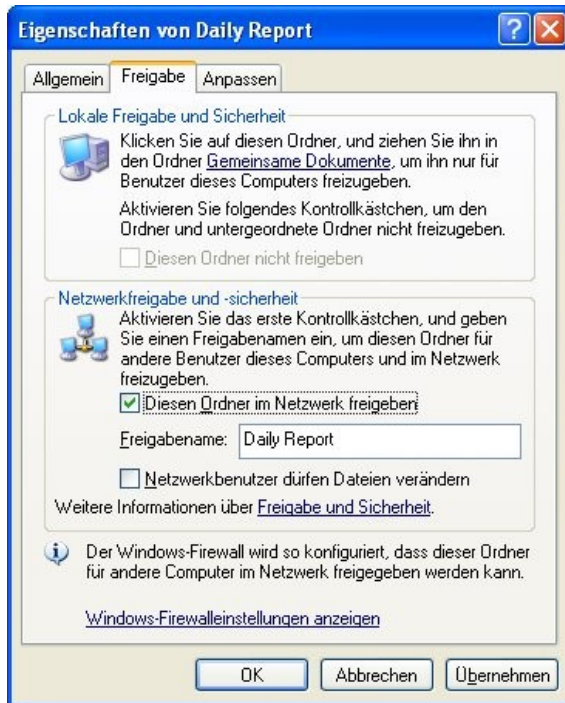 Eigenschaften von Daily Report
Allgemein Freigabe Anpassen
Lokale Freigabe und Sicherheit
Klicken Sie auf diesen Ordner, und ziehen Sie ihn in
den Ordner Gemeinsame Dokumente, um ihn nur für
Benutzer dieses Computers freizugeben.
Aktivieren Sie folgendes Kontrollkästchen, um den
Ordner und untergeordnete Ordner nicht freizugeben.
Diesen Ordner nicht freigeben
Netzwerkfreigabe und -sicherheit
Aktivieren Sie das erste Kontrollkästchen, und geben
Sie einen Freigabenamen ein, um diesen Ordner für
andere Benutzer dieses Computers und im Netzwerk
freizugeben.
Diesen Ordner im Netzwerk freigeben
Freigabename: Daily Report
Netzwerkbenutzer dürfen Dateien verändern
Weitere Informationen über Freigabe und Sicherheit.
Der Windows-Firewall wird so konfiguriert, dass dieser Ordner
für andere Computer im Netzwerk freigegeben werden kann.
Windows-Firewalleinstellungen anzeigen
OK Abbrechen Übernehmen